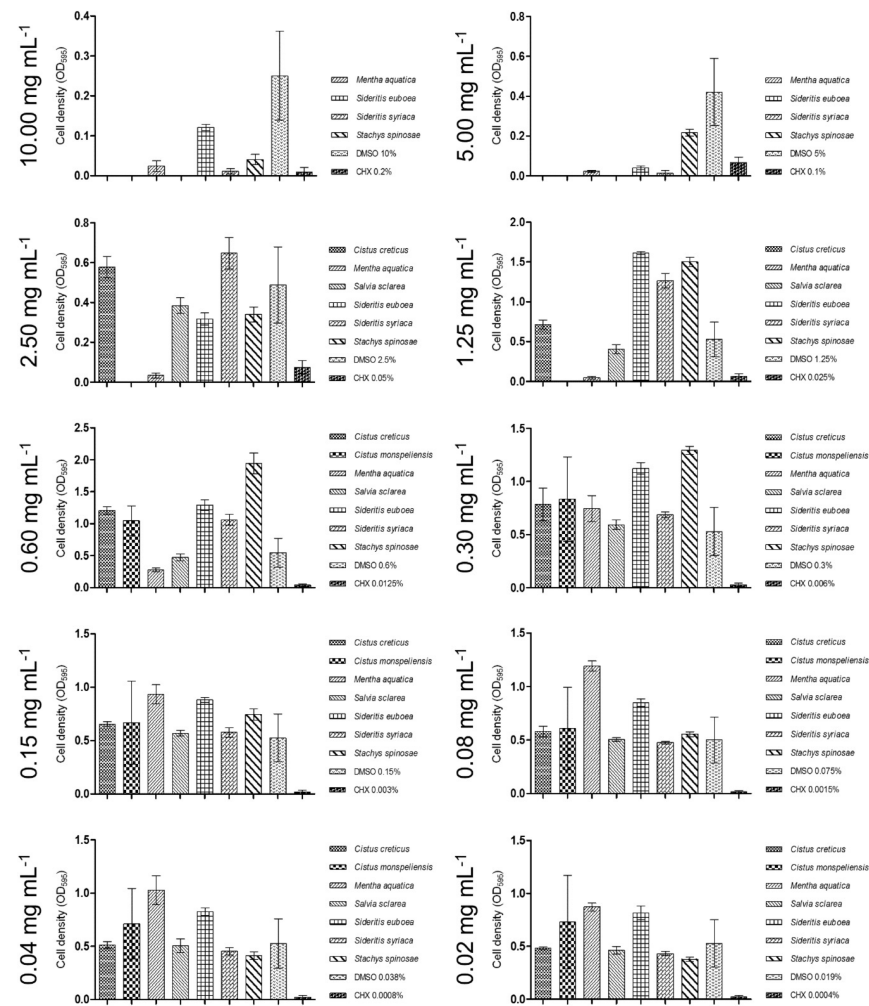 10.00 mg mL⁻¹
Cell density (OD₅₉₅)
0.4
0.3
0.2
0.1
0.0
Mentha aquatica
Sideritis euboea
Sideritis syriaca
Stachys spinosae
DMSO 10%
CHX 0.2%
5.00 mg mL⁻¹
Cell density (OD₅₉₅)
0.8
0.6
0.4
0.2
0.0
Mentha aquatica
Sideritis euboea
Sideritis syriaca
Stachys spinosae
DMSO 5%
CHX 0.1%
2.50 mg mL⁻¹
Cell density (OD₅₉₅)
0.8
0.6
0.4
0.2
0.0
Cistus creticus
Mentha aquatica
Salvia sclarea
Sideritis euboea
Sideritis syriaca
Stachys spinosae
DMSO 2.5%
CHX 0.05%
1.25 mg mL⁻¹
Cell density (OD₅₉₅)
2.0
1.5
1.0
0.5
0.0
Cistus creticus
Mentha aquatica
Salvia sclarea
Sideritis euboea
Sideritis syriaca
Stachys spinosae
DMSO 1.25%
CHX 0.025%
0.60 mg mL⁻¹
Cell density (OD₅₉₅)
2.5
2.0
1.5
1.0
0.5
0.0
Cistus creticus
Cistus monspeliensis
Mentha aquatica
Salvia sclarea
Sideritis euboea
Sideritis syriaca
Stachys spinosae
DMSO 0.6%
CHX 0.0125%
0.30 mg mL⁻¹
Cell density (OD₅₉₅)
1.5
1.0
0.5
0.0
Cistus creticus
Cistus monspeliensis
Mentha aquatica
Salvia sclarea
Sideritis euboea
Sideritis syriaca
Stachys spinosae
DMSO 0.3%
CHX 0.006%
0.15 mg mL⁻¹
Cell density (OD₅₉₅)
1.5
1.0
0.5
0.0
Cistus creticus
Cistus monspeliensis
Mentha aquatica
Salvia sclarea
Sideritis euboea
Sideritis syriaca
Stachys spinosae
DMSO 0.15%
CHX 0.003%
0.08 mg mL⁻¹
Cell density (OD₅₉₅)
1.5
1.0
0.5
0.0
Cistus creticus
Cistus monspeliensis
Mentha aquatica
Salvia sclarea
Sideritis euboea
Sideritis syriaca
Stachys spinosae
DMSO 0.075%
CHX 0.0015%
0.04 mg mL⁻¹
Cell density (OD₅₉₅)
1.5
1.0
0.5
0.0
Cistus creticus
Cistus monspeliensis
Mentha aquatica
Salvia sclarea
Sideritis euboea
Sideritis syriaca
Stachys spinosae
DMSO 0.038%
CHX 0.0008%
0.02 mg mL⁻¹
Cell density (OD₅₉₅)
1.5
1.0
0.5
0.0
Cistus creticus
Cistus monspeliensis
Mentha aquatica
Salvia sclarea
Sideritis euboea
Sideritis syriaca
Stachys spinosae
DMSO 0.019%
CHX 0.0004%